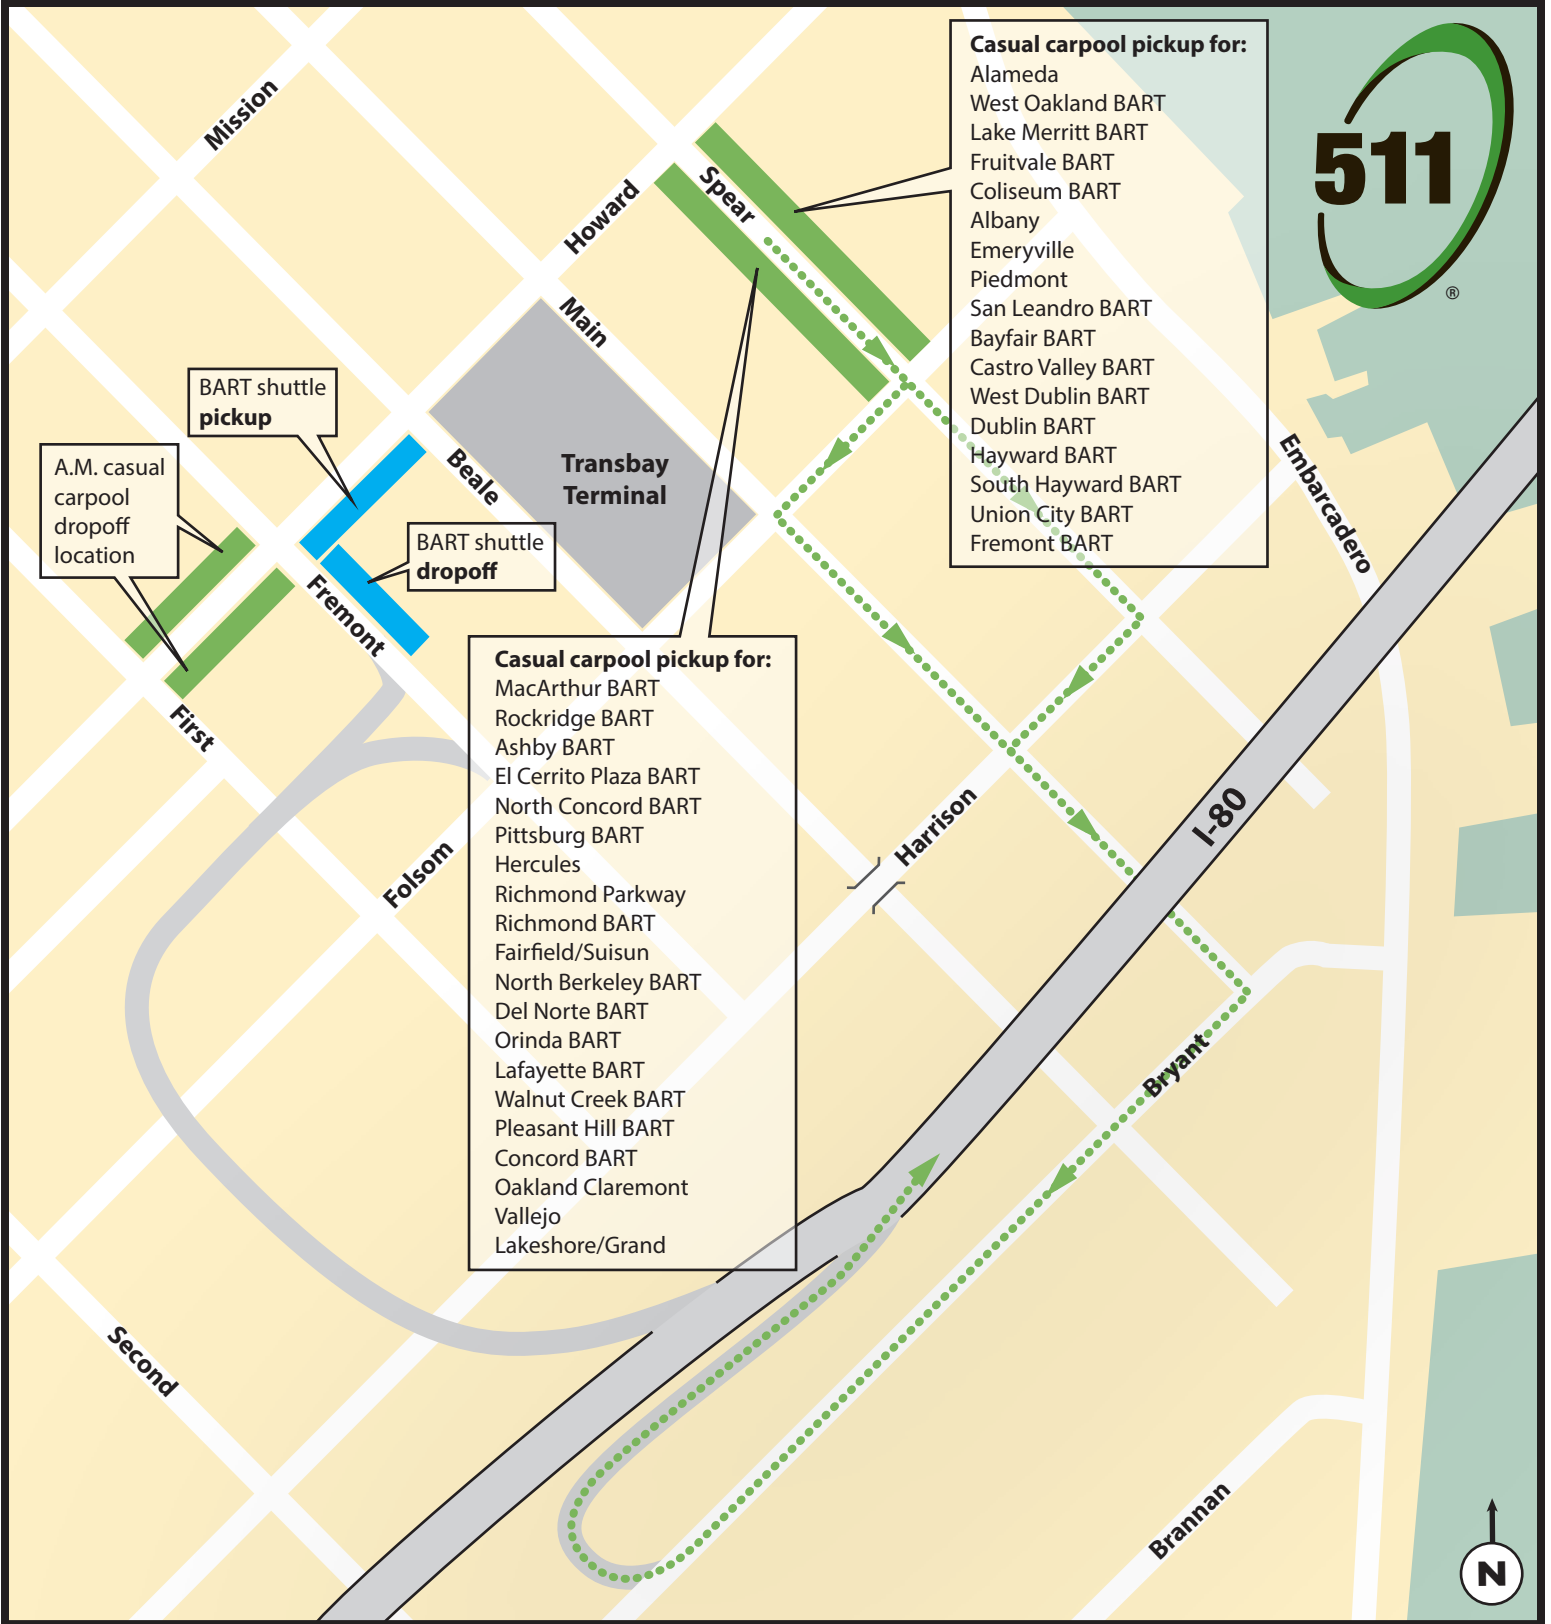 Mission
Howard
Spear
Main
Beale
Transbay
Terminal
BART shuttle
pickup
A.M. casual
carpool
dropoff
location
BART shuttle
dropoff
Fremont
First
Folsom
Harrison
Second
Embarcadero
I-80
Bryant
Brannan
Casual carpool pickup for:
Alameda
West Oakland BART
Lake Merritt BART
Fruitvale BART
Coliseum BART
Albany
Emeryville
Piedmont
San Leandro BART
Bayfair BART
Castro Valley BART
West Dublin BART
Dublin BART
Hayward BART
South Hayward BART
Union City BART
Fremont BART
Casual carpool pickup for:
MacArthur BART
Rockridge BART
Ashby BART
El Cerrito Plaza BART
North Concord BART
Pittsburg BART
Hercules
Richmond Parkway
Richmond BART
Fairfield/Suisun
North Berkeley BART
Del Norte BART
Orinda BART
Lafayette BART
Walnut Creek BART
Pleasant Hill BART
Concord BART
Oakland Claremont
Vallejo
Lakeshore/Grand
511
®
N